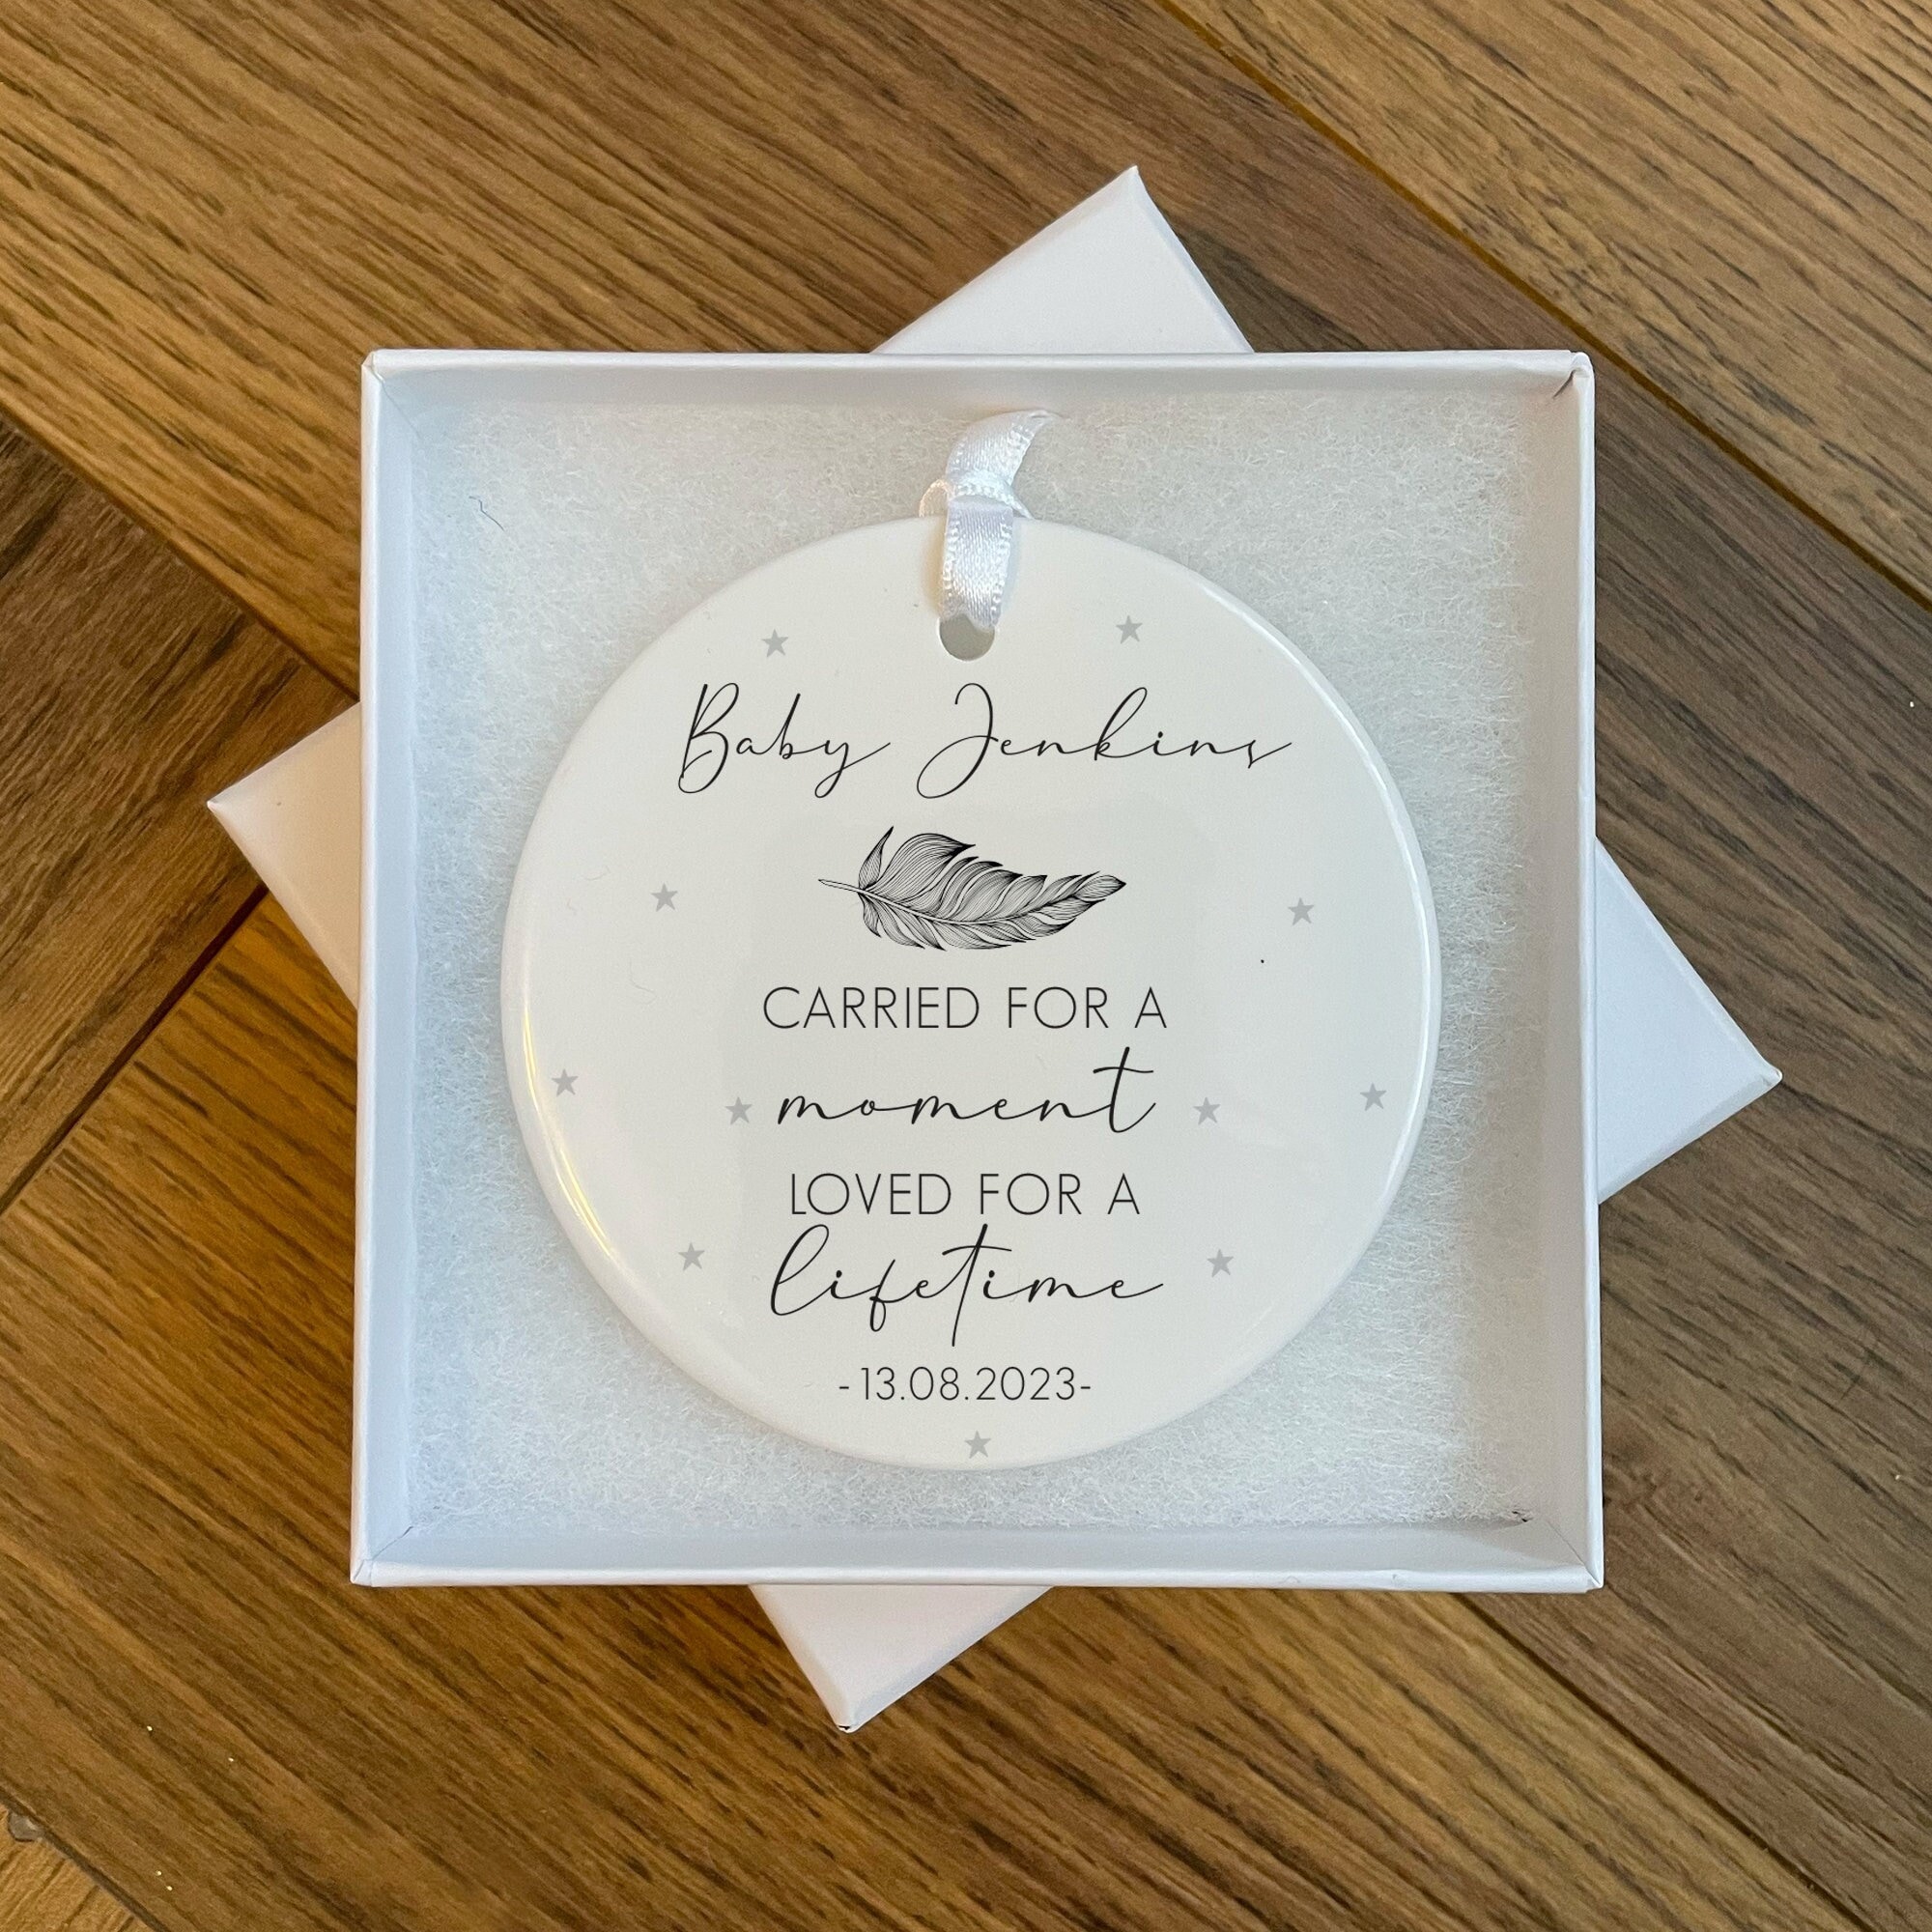 Baby Jenkins
CARRIED FOR A
moment
LOVED FOR A
lifetime
-13.08.2023-